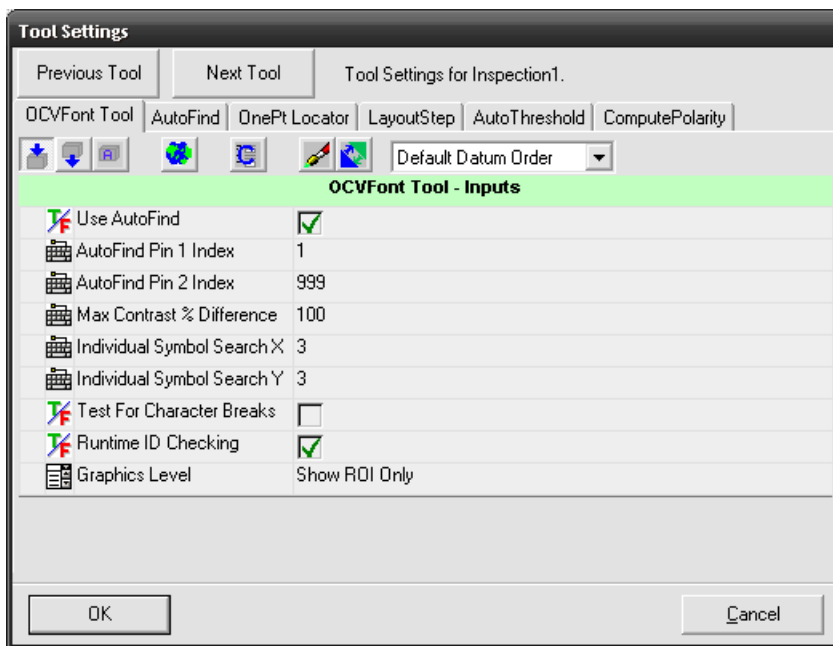 Tool Settings
Previous Tool Next Tool Tool Settings for Inspection1.
OCVFont Tool AutoFind OnePt Locator LayoutStep AutoThreshold ComputePolarity
A Default Datum Order
OCVFont Tool - Inputs
T/F Use AutoFind
AutoFind Pin 1 Index 1
AutoFind Pin 2 Index 999
Max Contrast % Difference 100
Individual Symbol Search X 3
Individual Symbol Search Y 3
T/F Test For Character Breaks
T/F Runtime ID Checking
Graphics Level Show ROI Only
OK Cancel